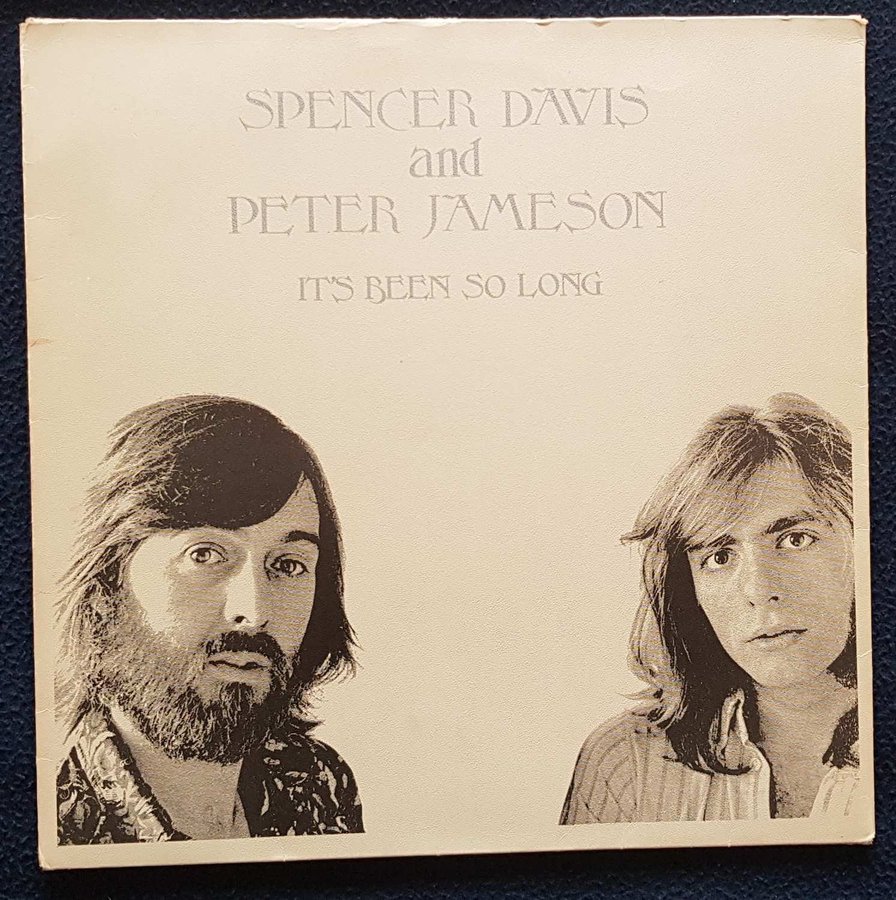 SPENCER DAVIS
and
PETER JAMESON
IT'S BEEN SO LONG